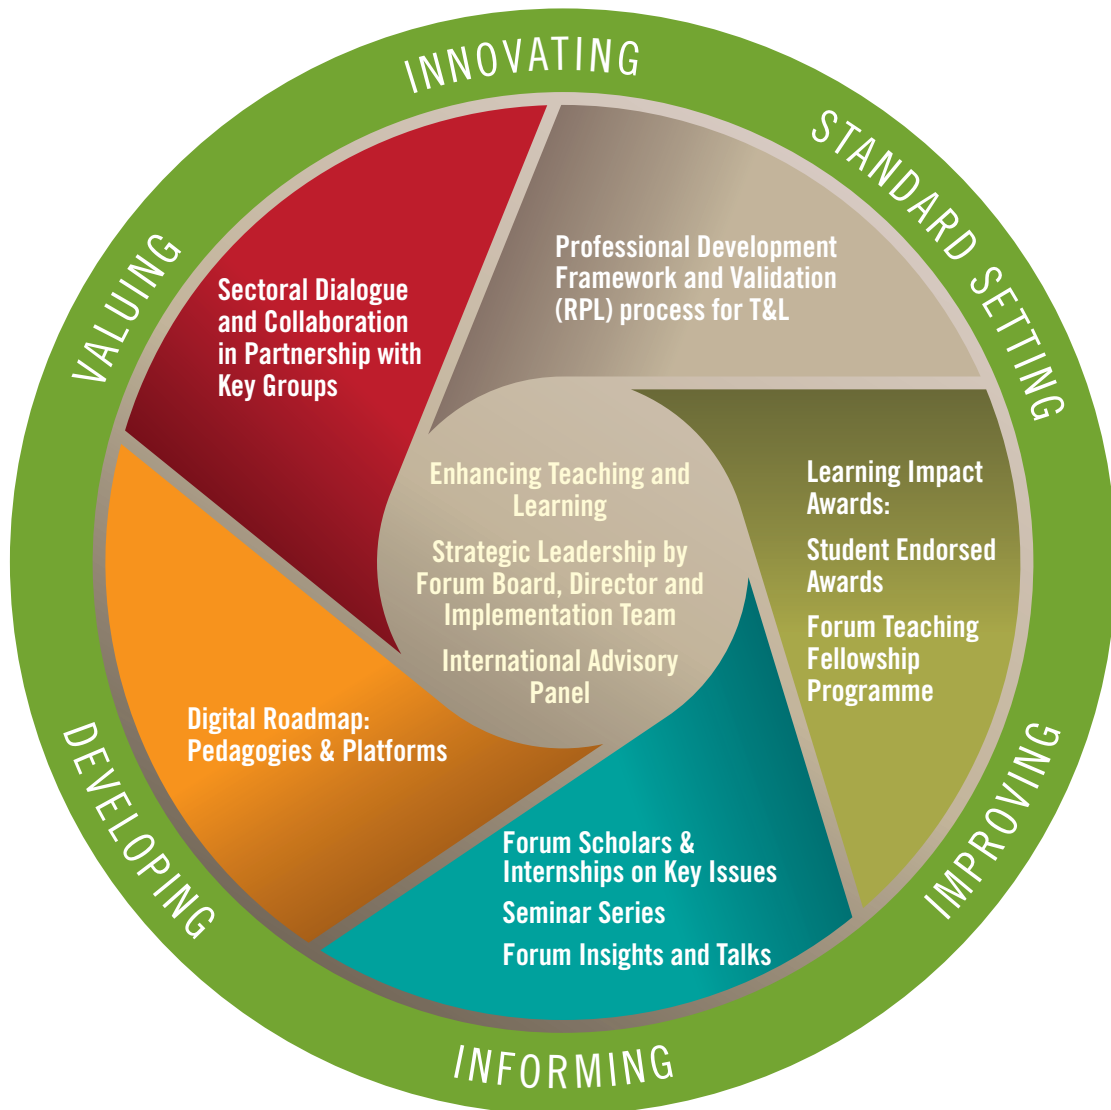 INNOVATING
STANDARD SETTING
IMPROVING
INFORMING
DEVELOPING
VALUING
Professional Development
Framework and Validation
(RPL) process for T&L
Learning Impact
Awards:
Student Endorsed
Awards
Forum Teaching
Fellowship
Programme
Forum Scholars &
Internships on Key Issues
Seminar Series
Forum Insights and Talks
Digital Roadmap:
Pedagogies & Platforms
Sectoral Dialogue
and Collaboration
in Partnership with
Key Groups
Enhancing Teaching and
Learning
Strategic Leadership by
Forum Board, Director and
Implementation Team
International Advisory
Panel